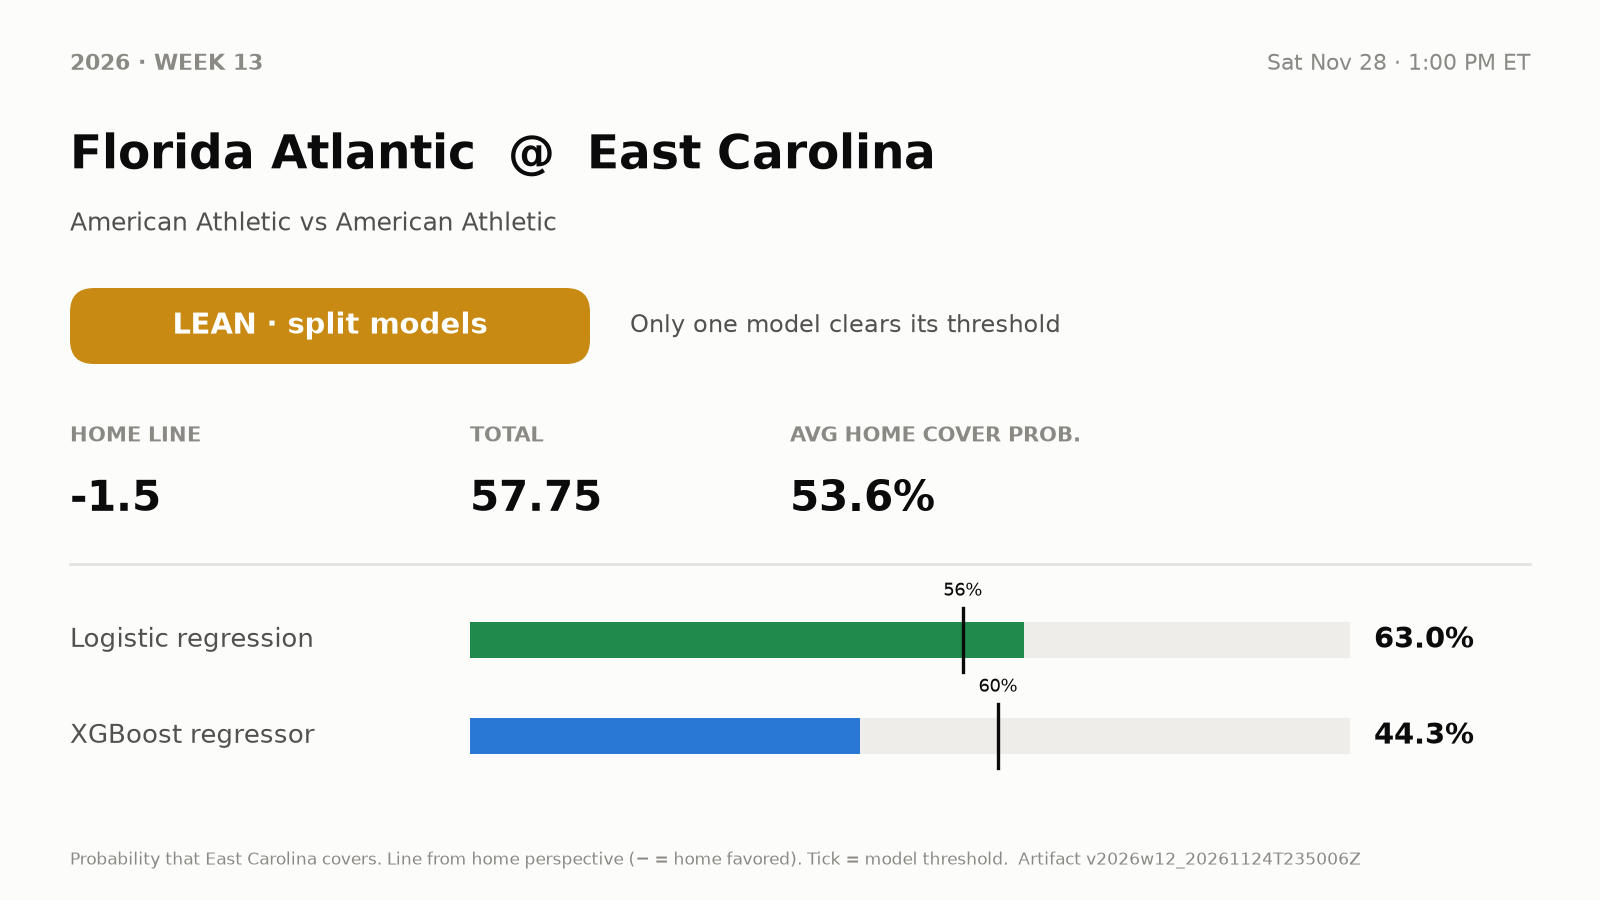 2026 · WEEK 13
Sat Nov 28 · 1:00 PM ET
Florida Atlantic @ East Carolina
American Athletic vs American Athletic
LEAN · split models
Only one model clears its threshold
HOME LINE
TOTAL
AVG HOME COVER PROB.
-1.5
57.75
53.6%
56%
Logistic regression
63.0%
60%
XGBoost regressor
44.3%
Probability that East Carolina covers. Line from home perspective (− = home favored). Tick = model threshold. Artifact v2026w12_20261124T235006Z